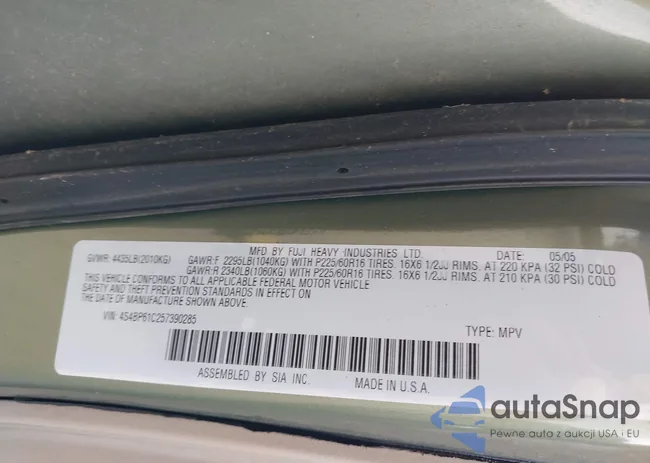 MFD. BY FUJI HEAVY INDUSTRIES LTD. DATE: 05/05
GVWR: 4435LB(2010KG) GAWR:F 2295LB(1040KG) WITH P225/60R16 TIRES. 16X6 1/2JJ RIMS. AT 220 KPA (32 PSI) COLD
GAWR:R 2340LB(1060KG) WITH P225/60R16 TIRES. 16X6 1/2JJ RIMS. AT 210 KPA (30 PSI) COLD
THIS VEHICLE CONFORMS TO ALL APPLICABLE FEDERAL MOTOR VEHICLE
SAFETY AND THEFT PREVENTION STANDARDS IN EFFECT ON
THE DATE OF MANUFACTURE SHOWN ABOVE.
VIN: 4S4BP61C257390285 TYPE: MPV
ASSEMBLED BY SIA INC. MADE IN U.S.A.
autaSnap
Pewne auta z aukcji USA i EU